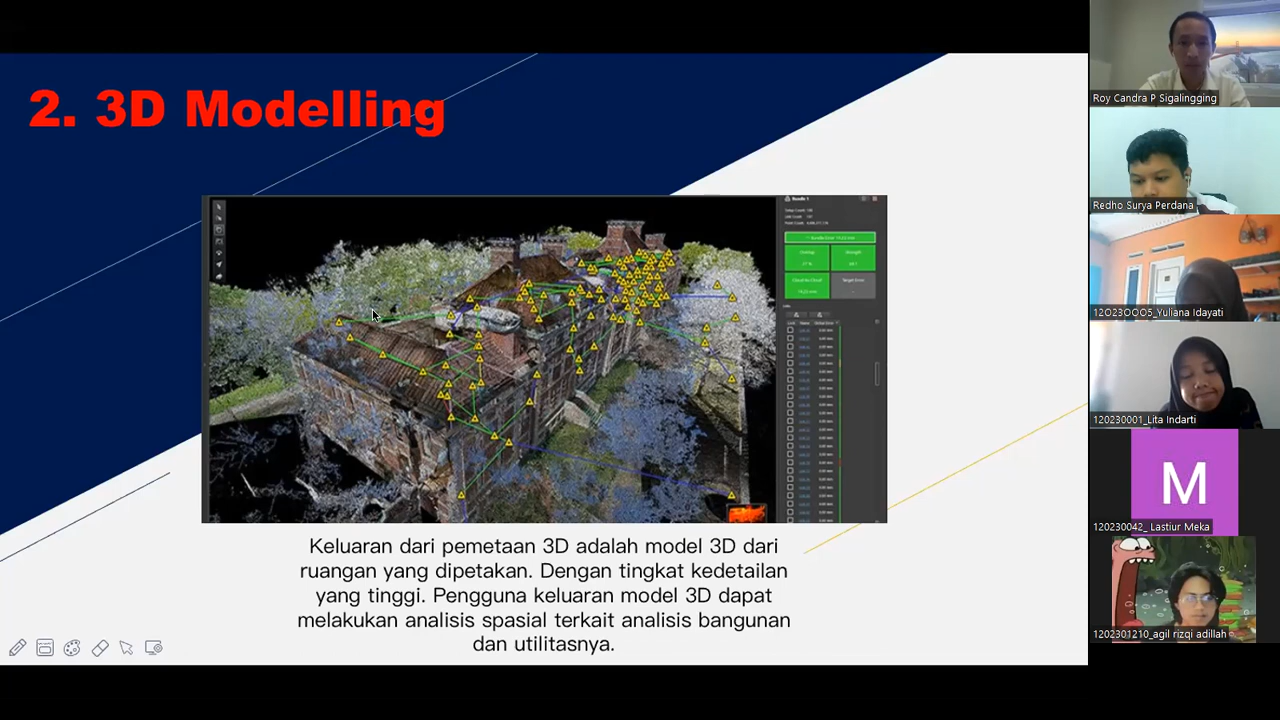 2. 3D Modelling
Bundle 1
Keluaran dari pemetaan 3D adalah model 3D dari
ruangan yang dipetakan. Dengan tingkat kedetailan
yang tinggi. Pengguna keluaran model 3D dapat
melakukan analisis spasial terkait analisis bangunan
dan utilitasnya.
Roy Candra P Sigalingging
Redho Surya Perdana
12O23OOO5_Yuliana Idayati
120230001_Lita Indarti
M
120230042_ Lastiur Meka
1202301210_agil rizqi adillah